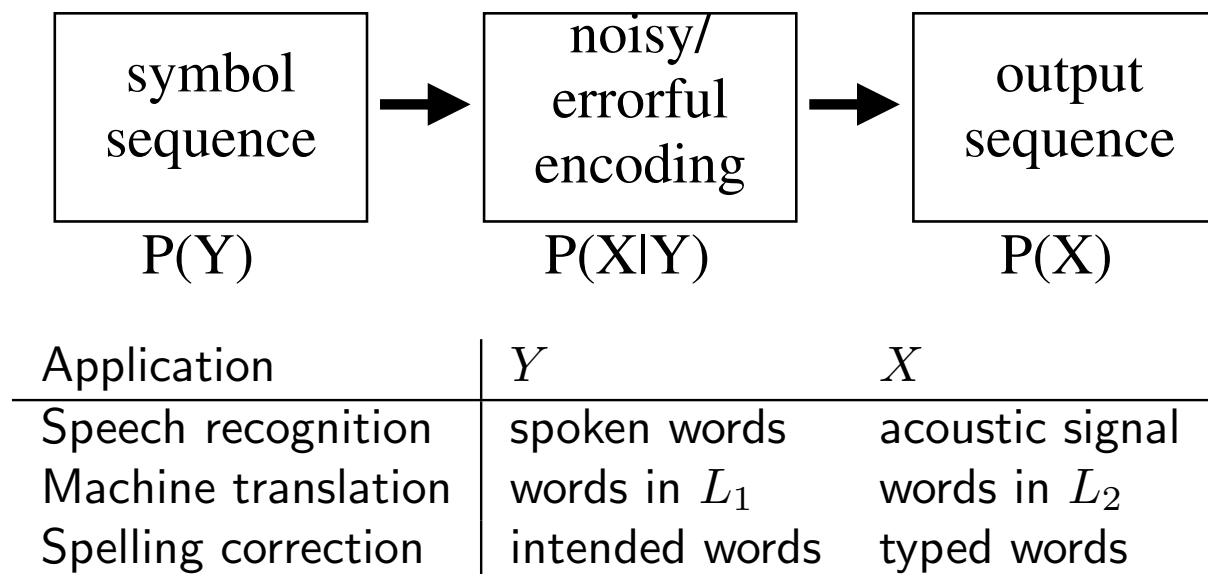 symbol
sequence
noisy/
errorful
encoding
output
sequence
P(Y)
P(X|Y)
P(X)
Application Y X
Speech recognition spoken words acoustic signal
Machine translation words in L₁ words in L₂
Spelling correction intended words typed words